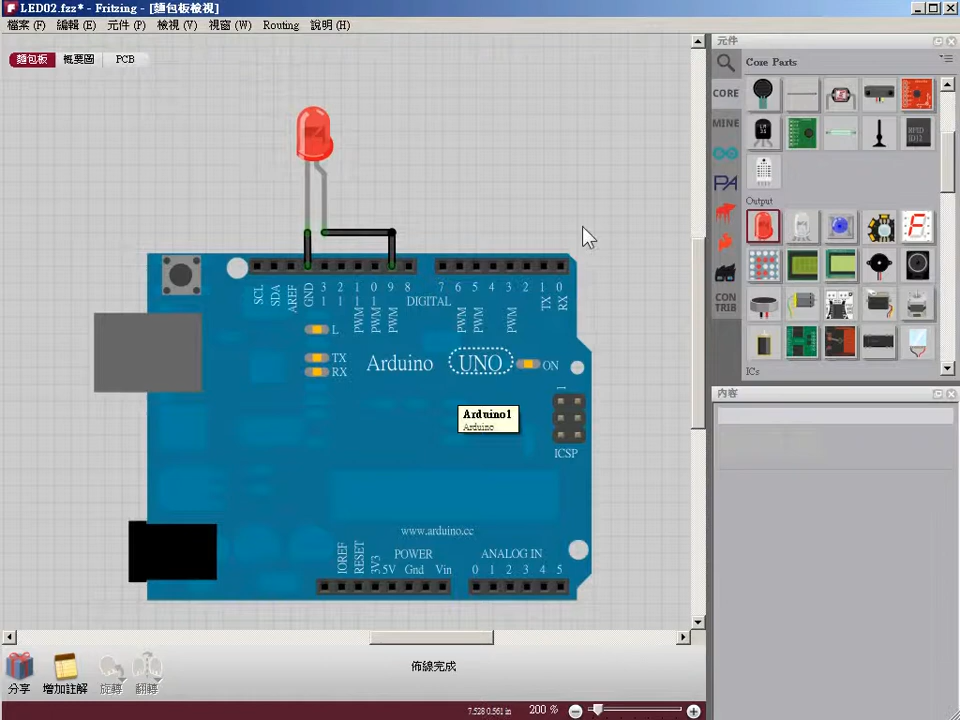 LED02.fzz* - Fritzing - [麵包板檢視]
檔案 (F) 編輯 (E) 元件 (P) 檢視 (V) 視窗 (W) Routing 說明 (H)
麵包板 概要圖 PCB
元件
Core Parts
CORE
MINE
Output
CON
TRIB
ICs
內容
SCL
SDA
AREF
GND
13
12
PWM 11
PWM 10
PWM 9
8
DIGITAL
7
PWM 6
PWM 5
4
PWM 3
2
TX 1
RX 0
L
TX
RX
Arduino UNO
ON
1
Arduino1
Arduino
ICSP
www.arduino.cc
POWER
ANALOG IN
IOREF
RESET
3V3
5V Gnd Vin
0 1 2 3 4 5
佈線完成
分享 增加註解 旋轉 翻轉
7.528 0.561 in 200 %